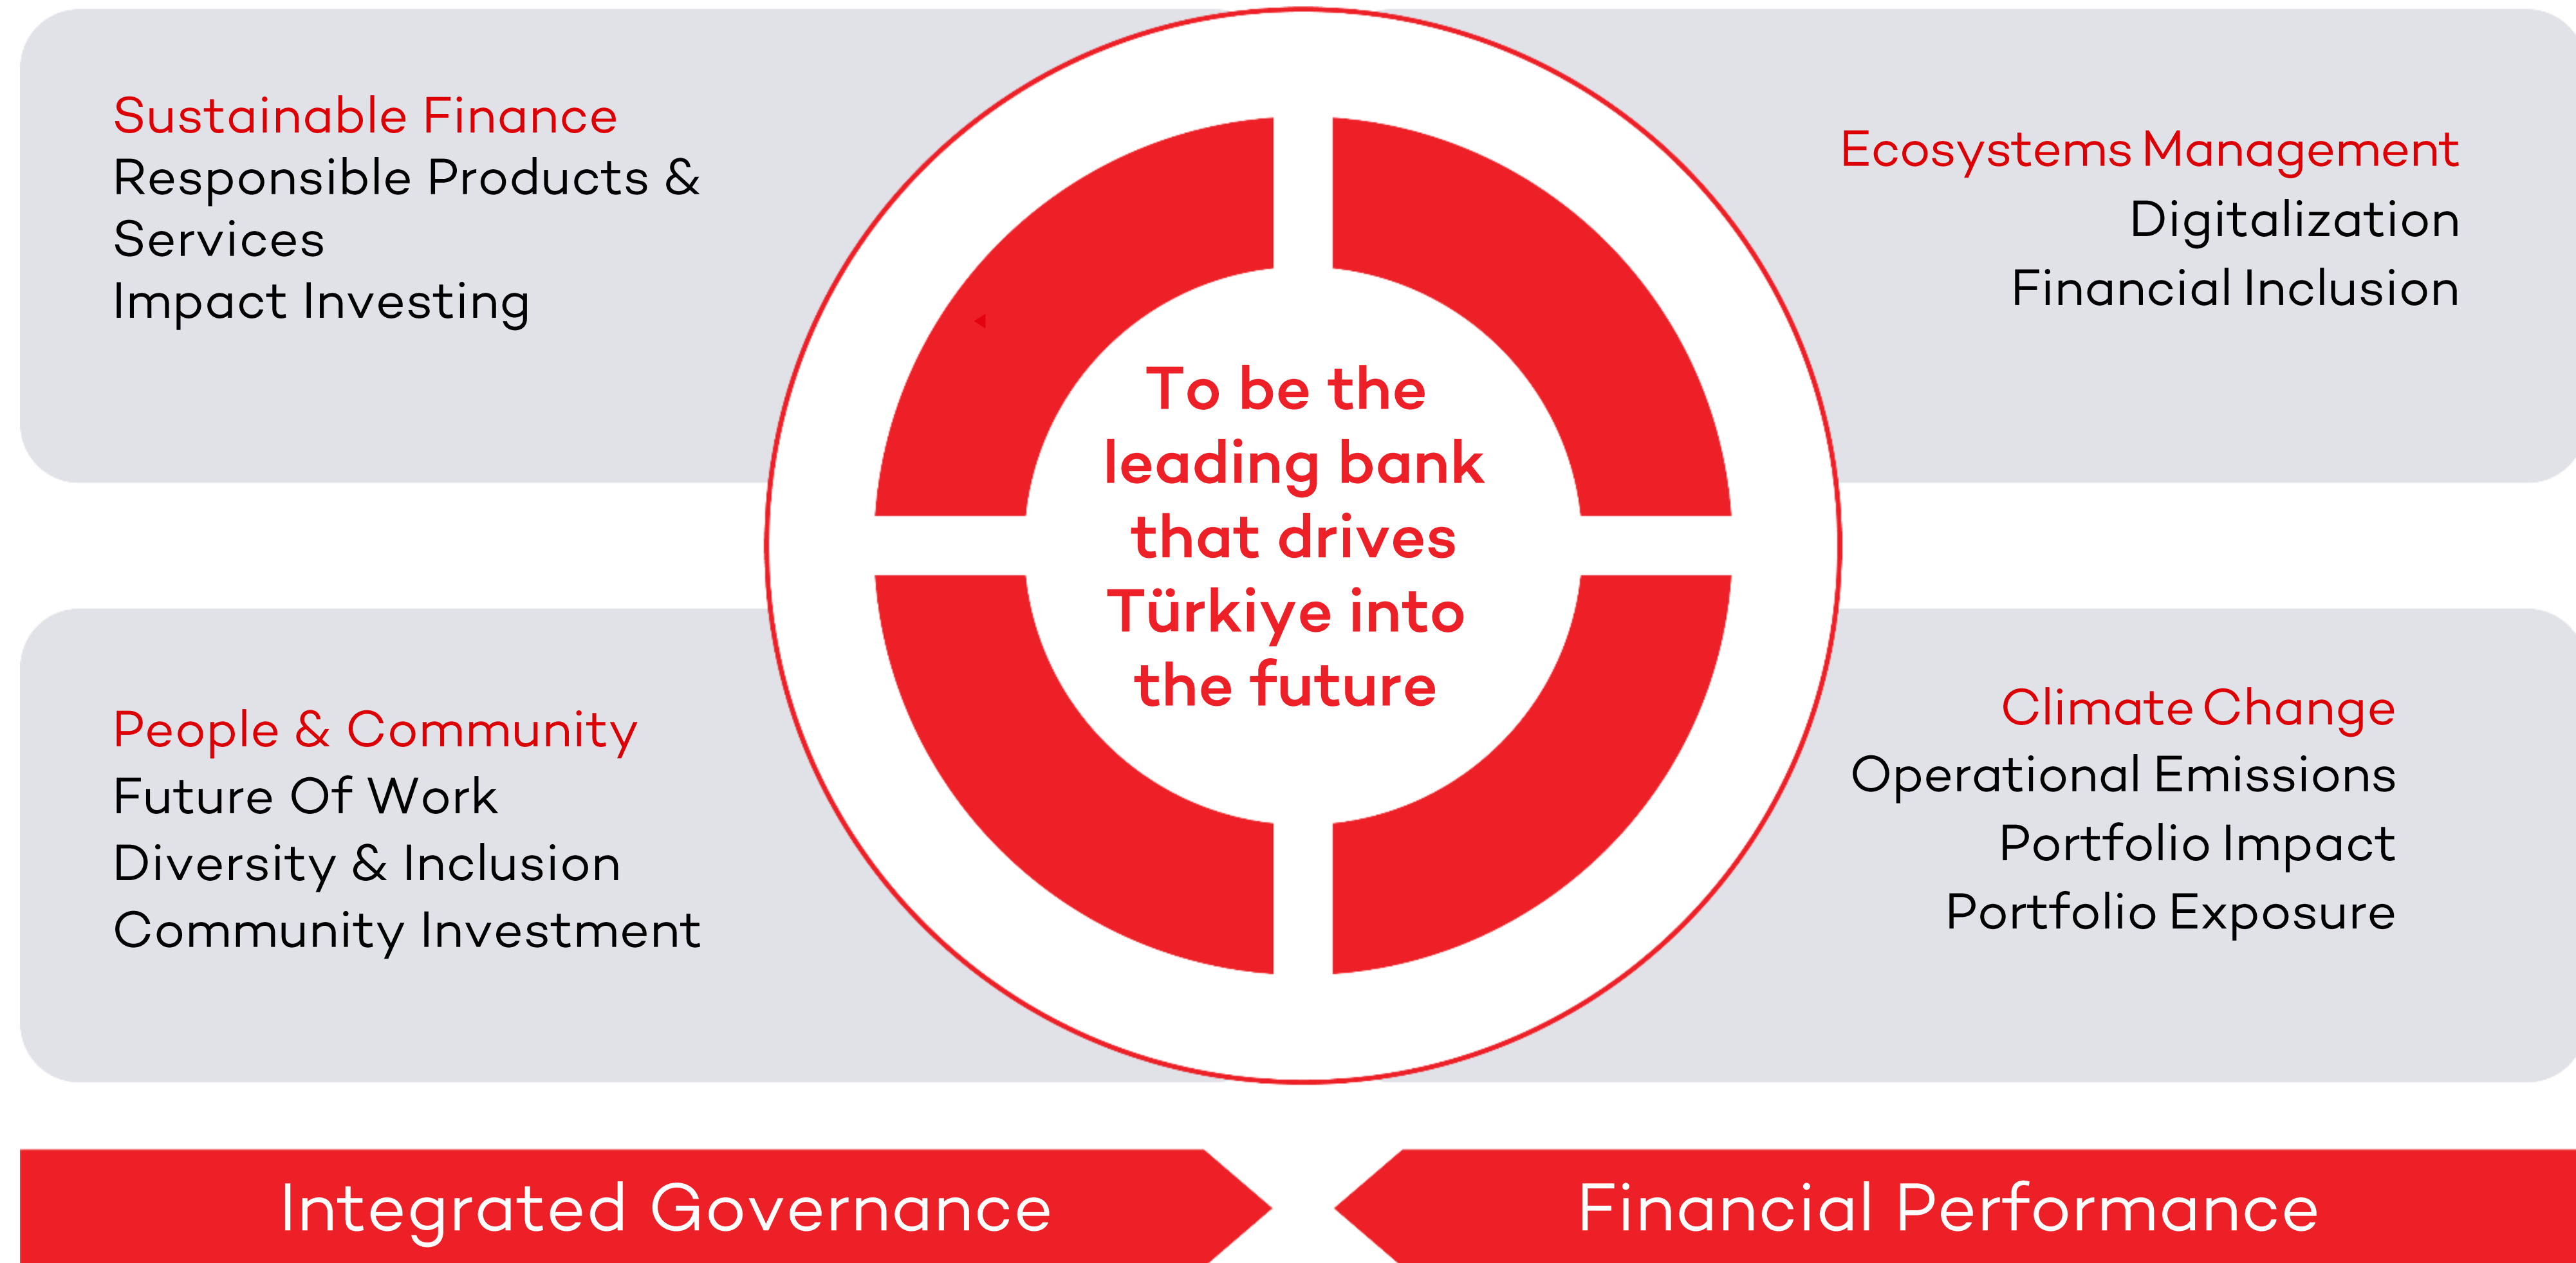 Sustainable Finance
Responsible Products &
Services
Impact Investing
Ecosystems Management
Digitalization
Financial Inclusion
To be the
leading bank
that drives
Türkiye into
the future
People & Community
Future Of Work
Diversity & Inclusion
Community Investment
Climate Change
Operational Emissions
Portfolio Impact
Portfolio Exposure
Integrated Governance
Financial Performance